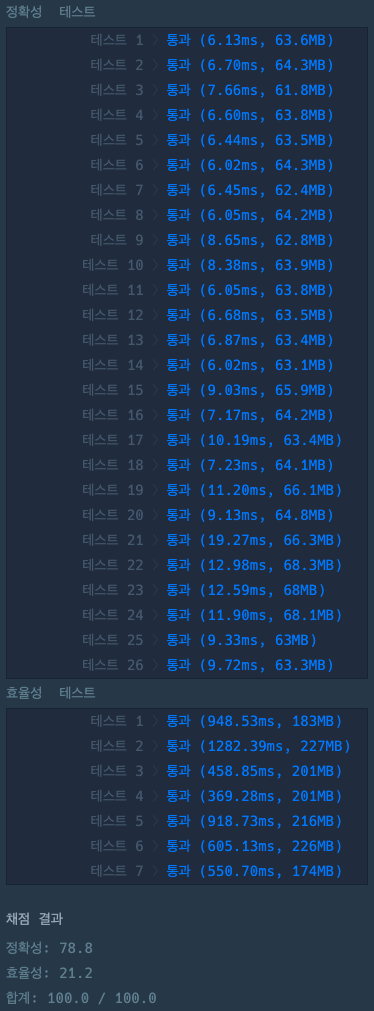 정확성 테스트
테스트 1 > 통과 (6.13ms, 63.6MB)
테스트 2 > 통과 (6.70ms, 64.3MB)
테스트 3 > 통과 (7.66ms, 61.8MB)
테스트 4 > 통과 (6.60ms, 63.8MB)
테스트 5 > 통과 (6.44ms, 63.5MB)
테스트 6 > 통과 (6.02ms, 64.3MB)
테스트 7 > 통과 (6.45ms, 62.4MB)
테스트 8 > 통과 (6.05ms, 64.2MB)
테스트 9 > 통과 (8.65ms, 62.8MB)
테스트 10 > 통과 (8.38ms, 63.9MB)
테스트 11 > 통과 (6.05ms, 63.8MB)
테스트 12 > 통과 (6.68ms, 63.5MB)
테스트 13 > 통과 (6.87ms, 63.4MB)
테스트 14 > 통과 (6.02ms, 63.1MB)
테스트 15 > 통과 (9.03ms, 65.9MB)
테스트 16 > 통과 (7.17ms, 64.2MB)
테스트 17 > 통과 (10.19ms, 63.4MB)
테스트 18 > 통과 (7.23ms, 64.1MB)
테스트 19 > 통과 (11.20ms, 66.1MB)
테스트 20 > 통과 (9.13ms, 64.8MB)
테스트 21 > 통과 (19.27ms, 66.3MB)
테스트 22 > 통과 (12.98ms, 68.3MB)
테스트 23 > 통과 (12.59ms, 68MB)
테스트 24 > 통과 (11.90ms, 68.1MB)
테스트 25 > 통과 (9.33ms, 63MB)
테스트 26 > 통과 (9.72ms, 63.3MB)
효율성 테스트
테스트 1 > 통과 (948.53ms, 183MB)
테스트 2 > 통과 (1282.39ms, 227MB)
테스트 3 > 통과 (458.85ms, 201MB)
테스트 4 > 통과 (369.28ms, 201MB)
테스트 5 > 통과 (918.73ms, 216MB)
테스트 6 > 통과 (605.13ms, 226MB)
테스트 7 > 통과 (550.70ms, 174MB)
채점 결과
정확성: 78.8
효율성: 21.2
합계: 100.0 / 100.0